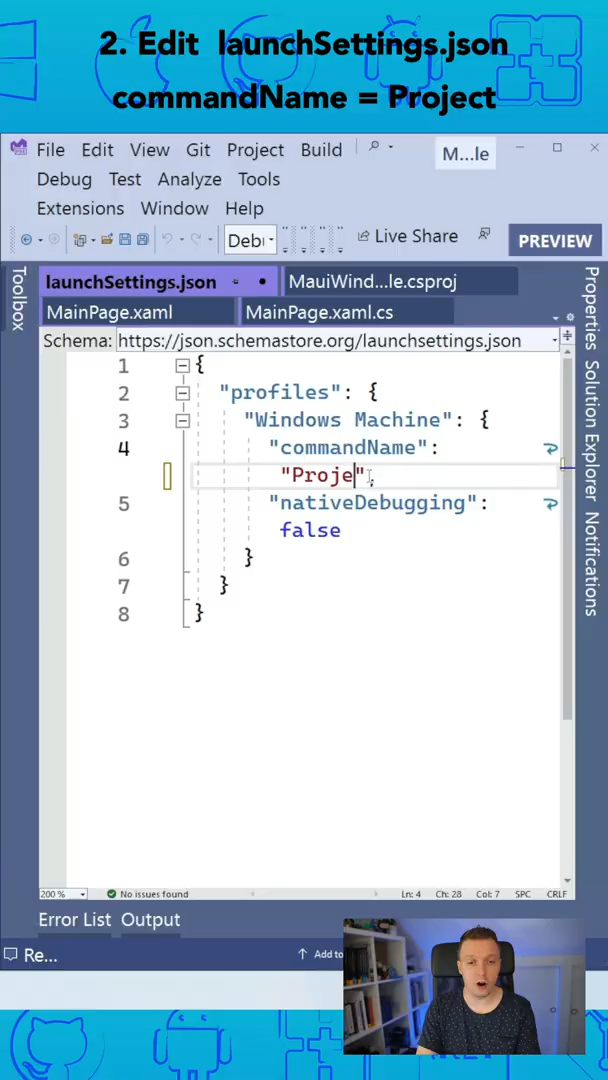 2. Edit launchSettings.json
commandName = Project
File Edit View Git Project Build
M...le
Debug Test Analyze Tools
Extensions Window Help
Live Share
PREVIEW
launchSettings.json
MauiWind...le.csproj
MainPage.xaml
MainPage.xaml.cs
Toolbox
Schema: https://json.schemastore.org/launchsettings.json
1 {
2 "profiles": {
3 "Windows Machine": {
4 "commandName":
"Proje",
5 "nativeDebugging":
false
6 }
7 }
8 }
Properties
Solution Explorer
Notifications
200 % No issues found Ln: 4 Ch: 28 Col: 7 SPC CRLF
Error List Output
Re...
Add to